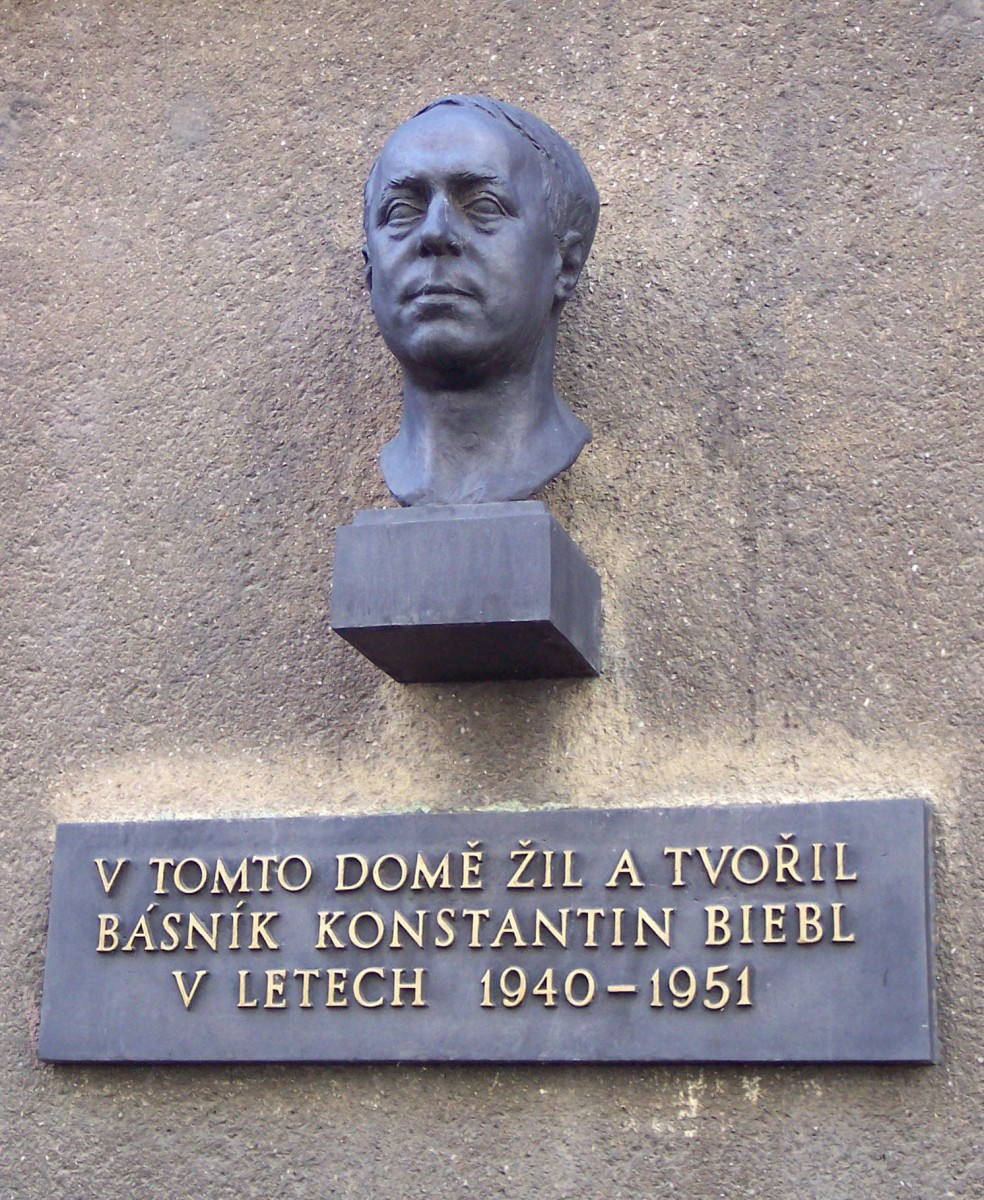 V TOMTO DOMĚ ŽIL A TVOŘIL
BÁSNÍK KONSTANTIN BIEBL
V LETECH 1940–1951